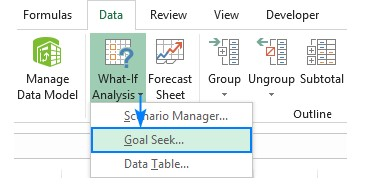 Formulas Data Review View Developer
Manage What-If Forecast Group Ungroup Subtotal
Data Model Analysis Sheet
Outline
Scenario Manager...
Goal Seek...
Data Table...